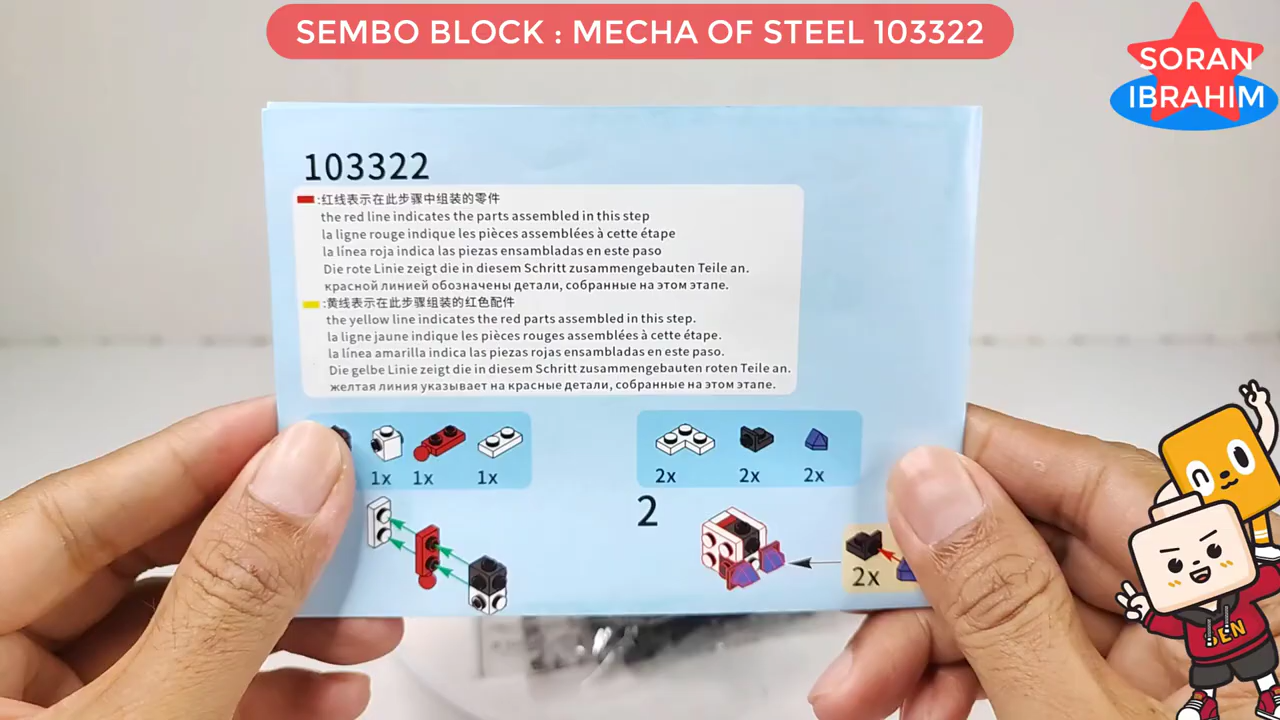 SEMBO BLOCK : MECHA OF STEEL 103322
SORAN
IBRAHIM
103322
:红线表示在此步骤中组装的零件
the red line indicates the parts assembled in this step
la ligne rouge indique les pièces assemblées à cette étape
la línea roja indica las piezas ensambladas en este paso
Die rote Linie zeigt die in diesem Schritt zusammengebauten Teile an.
красной линией обозначены детали, собранные на этом этапе.
:黄线表示在此步骤组装的红色配件
the yellow line indicates the red parts assembled in this step.
la ligne jaune indique les pièces rouges assemblées à cette étape.
la línea amarilla indica las piezas rojas ensambladas en este paso.
Die gelbe Linie zeigt die in diesem Schritt zusammengebauten roten Teile an.
желтая линия указывает на красные детали, собранные на этом этапе.
1x 1x 1x
2x 2x 2x
2
2x